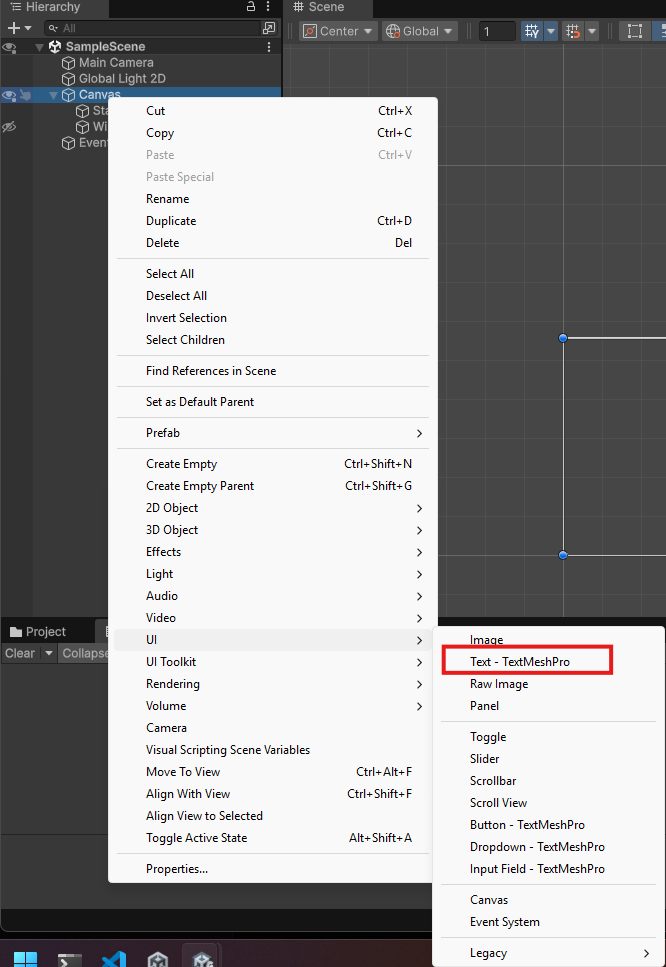 Hierarchy
Scene
All
Center
Global
1
SampleScene
Main Camera
Global Light 2D
Canvas
Cut Ctrl+X
Copy Ctrl+C
Paste Ctrl+V
Paste Special
Rename
Duplicate Ctrl+D
Delete Del
Select All
Deselect All
Invert Selection
Select Children
Find References in Scene
Set as Default Parent
Prefab
Create Empty Ctrl+Shift+N
Create Empty Parent Ctrl+Shift+G
2D Object
3D Object
Effects
Light
Audio
Video
UI
UI Toolkit
Rendering
Volume
Camera
Visual Scripting Scene Variables
Move To View Ctrl+Alt+F
Align With View Ctrl+Shift+F
Align View to Selected
Toggle Active State Alt+Shift+A
Properties...
Project
Clear
Collapse
Image
Text - TextMeshPro
Raw Image
Panel
Toggle
Slider
Scrollbar
Scroll View
Button - TextMeshPro
Dropdown - TextMeshPro
Input Field - TextMeshPro
Canvas
Event System
Legacy